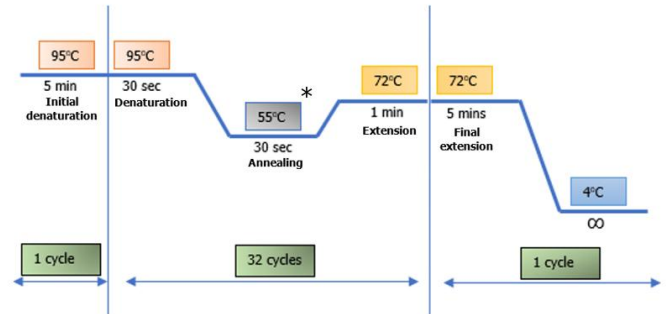 95°C
5 min
Initial
denaturation
95°C
30 sec
Denaturation
55°C
*
30 sec
Annealing
72°C
1 min
Extension
72°C
5 mins
Final
extension
4°C
∞
1 cycle
32 cycles
1 cycle